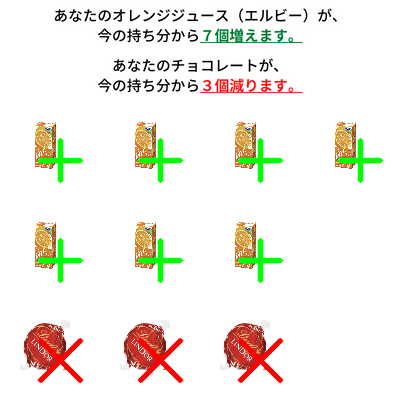 あなたのオレンジジュース（エルビー）が、
今の持ち分から７個増えます。
あなたのチョコレートが、
今の持ち分から３個減ります。
LINDOR
LINDOR
LINDOR